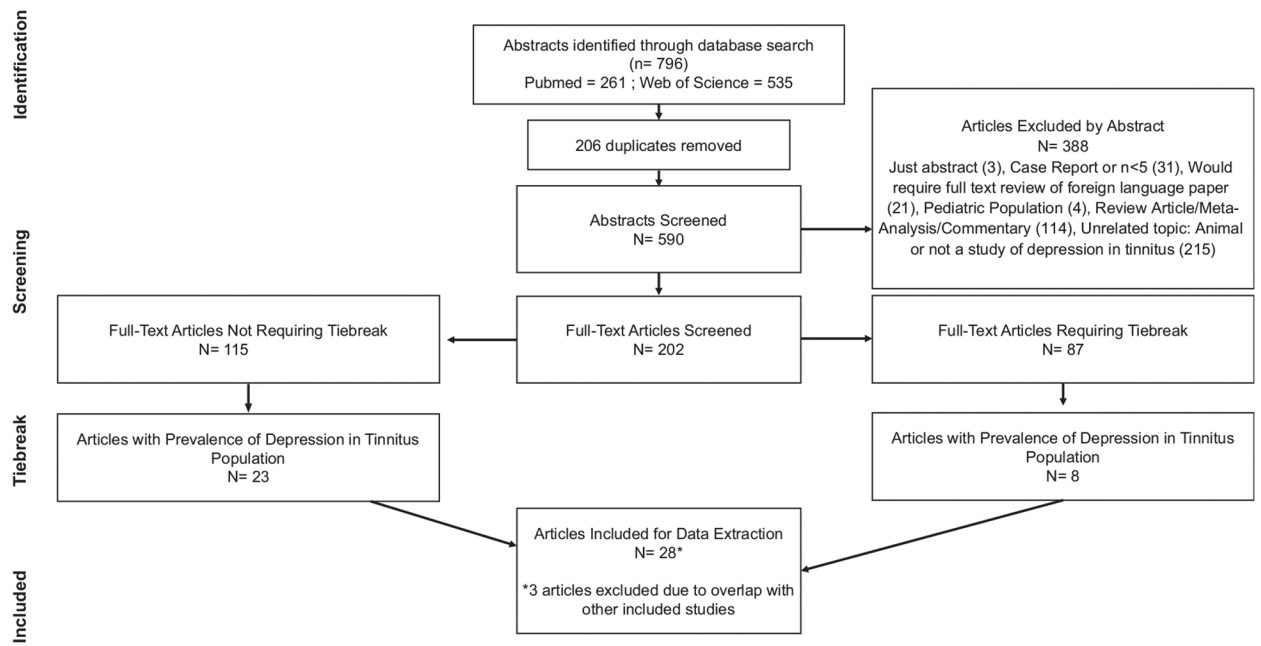 Identification
Abstracts identified through database search
(n= 796)
Pubmed = 261 ; Web of Science = 535
206 duplicates removed
Articles Excluded by Abstract
N= 388
Just abstract (3), Case Report or n<5 (31), Would
require full text review of foreign language paper
(21), Pediatric Population (4), Review Article/Meta-
Analysis/Commentary (114), Unrelated topic: Animal
or not a study of depression in tinnitus (215)
Screening
Abstracts Screened
N= 590
Full-Text Articles Not Requiring Tiebreak
N= 115
Full-Text Articles Screened
N= 202
Full-Text Articles Requiring Tiebreak
N= 87
Tiebreak
Articles with Prevalence of Depression in Tinnitus
Population
N= 23
Articles with Prevalence of Depression in Tinnitus
Population
N= 8
Included
Articles Included for Data Extraction
N= 28*
*3 articles excluded due to overlap with
other included studies